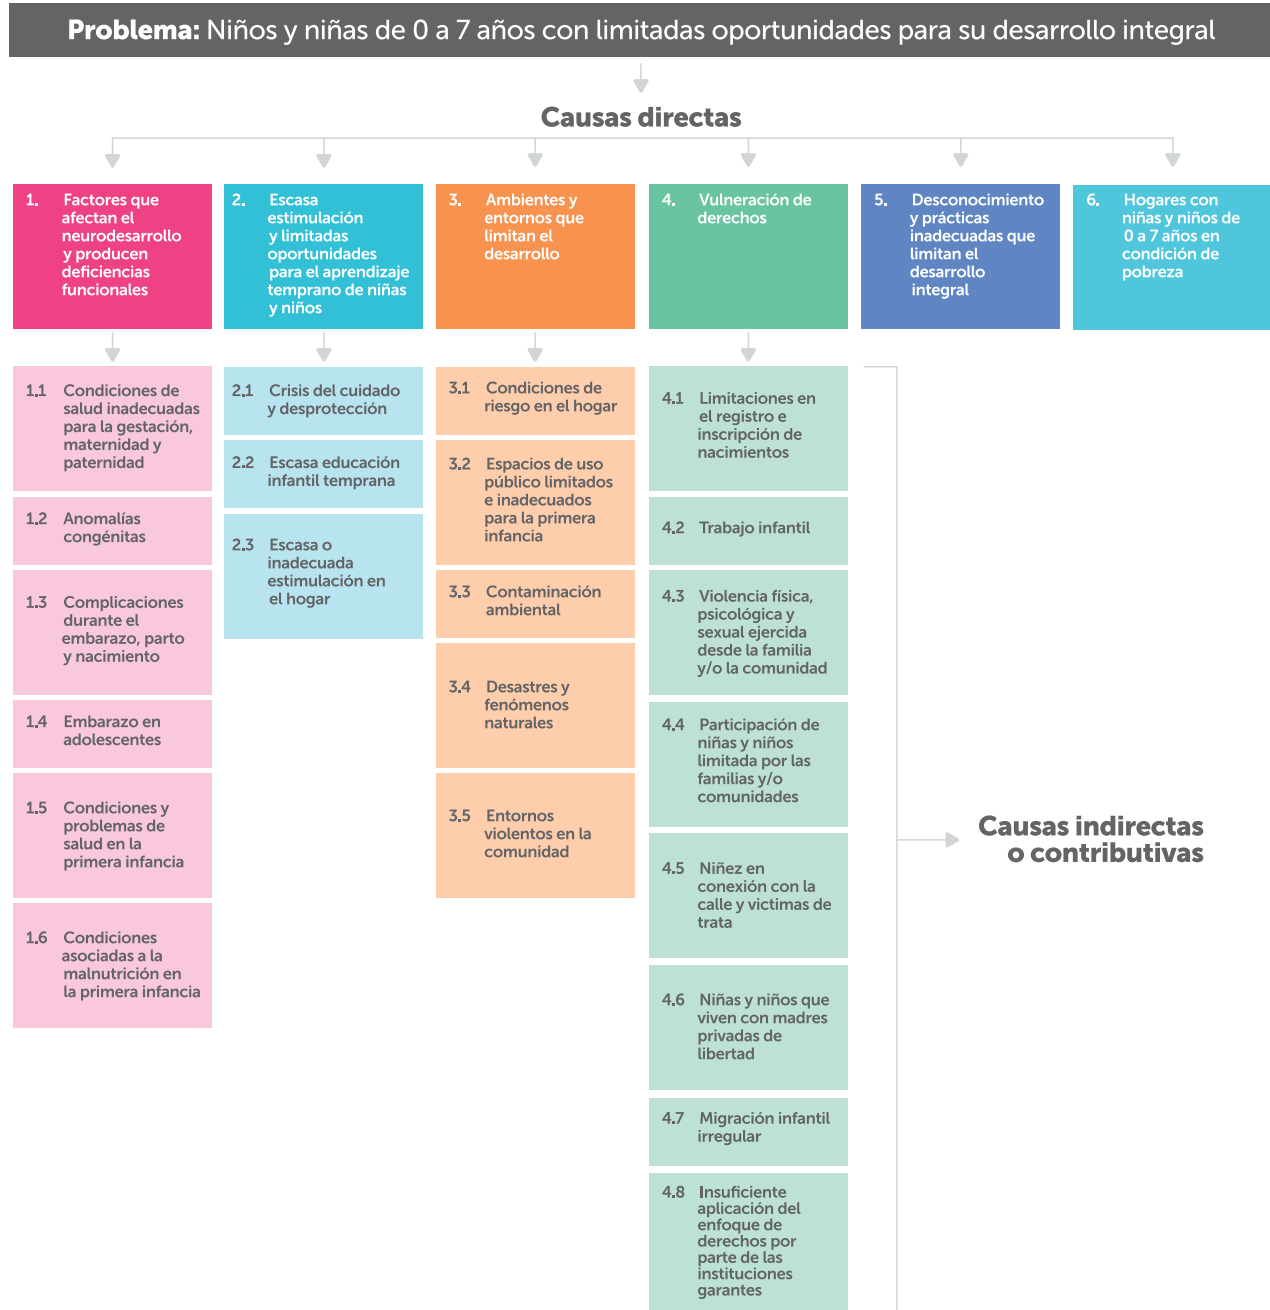 Problema: Niños y niñas de 0 a 7 años con limitadas oportunidades para su desarrollo integral
Causas directas
1. Factores que
afectan el
neurodesarrollo
y producen
deficiencias
funcionales
2. Escasa
estimulación
y limitadas
oportunidades
para el aprendizaje
temprano de niñas
y niños
3. Ambientes y
entornos que
limitan el
desarrollo
4. Vulneración de
derechos
5. Desconocimiento
y prácticas
inadecuadas que
limitan el
desarrollo
integral
6. Hogares con
niñas y niños de
0 a 7 años en
condición de
pobreza
1.1 Condiciones de
salud inadecuadas
para la gestación,
maternidad y
paternidad
1.2 Anomalías
congénitas
1.3 Complicaciones
durante el
embarazo, parto
y nacimiento
1.4 Embarazo en
adolescentes
1.5 Condiciones y
problemas de
salud en la
primera infancia
1.6 Condiciones
asociadas a la
malnutrición en
la primera infancia
2.1 Crisis del cuidado
y desprotección
2.2 Escasa educación
infantil temprana
2.3 Escasa o
inadecuada
estimulación en
el hogar
3.1 Condiciones de
riesgo en el hogar
3.2 Espacios de uso
público limitados
e inadecuados
para la primera
infancia
3.3 Contaminación
ambiental
3.4 Desastres y
fenómenos
naturales
3.5 Entornos
violentos en la
comunidad
4.1 Limitaciones en
el registro e
inscripción de
nacimientos
4.2 Trabajo infantil
4.3 Violencia física,
psicológica y
sexual ejercida
desde la familia
y/o la comunidad
4.4 Participación de
niñas y niños
limitada por las
familias y/o
comunidades
4.5 Niñez en
conexión con la
calle y victimas de
trata
4.6 Niñas y niños que
viven con madres
privadas de
libertad
4.7 Migración infantil
irregular
4.8 Insuficiente
aplicación del
enfoque de
derechos por
parte de las
instituciones
garantes
Causas indirectas
o contributivas